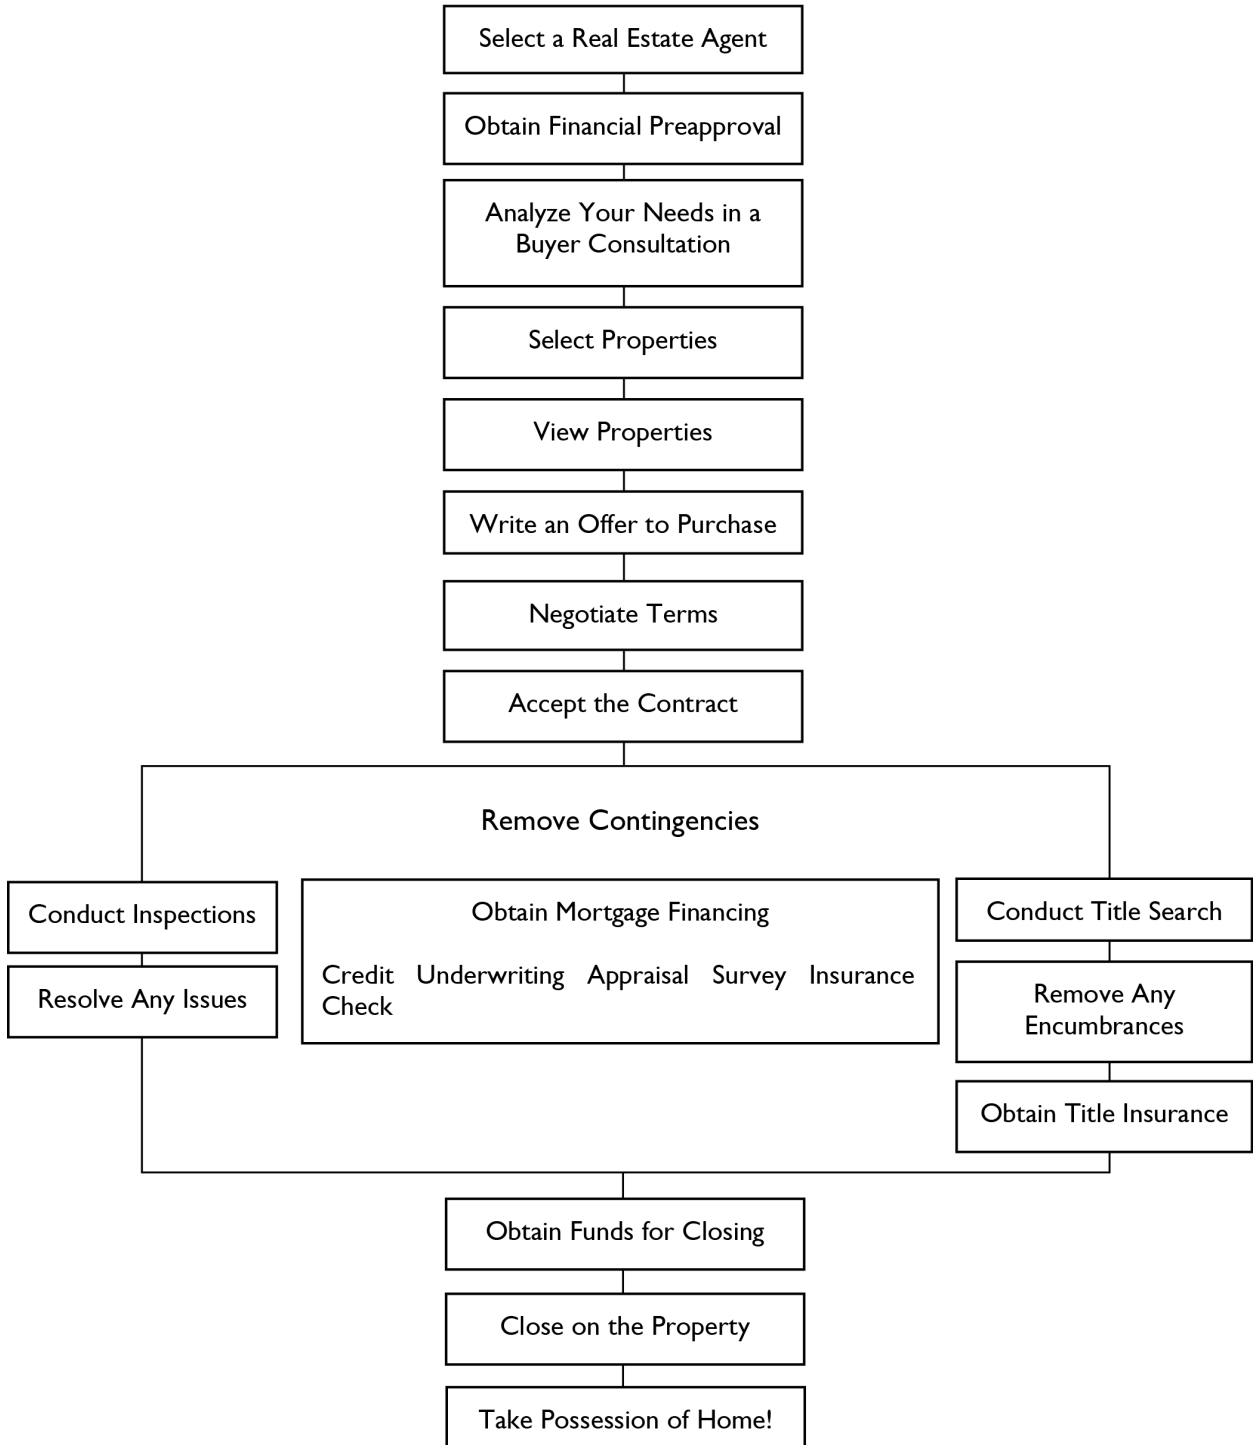 Select a Real Estate Agent
Obtain Financial Preapproval
Analyze Your Needs in a
Buyer Consultation
Select Properties
View Properties
Write an Offer to Purchase
Negotiate Terms
Accept the Contract
Remove Contingencies
Conduct Inspections
Resolve Any Issues
Obtain Mortgage Financing
Credit Underwriting Appraisal Survey Insurance
Check
Conduct Title Search
Remove Any
Encumbrances
Obtain Title Insurance
Obtain Funds for Closing
Close on the Property
Take Possession of Home!